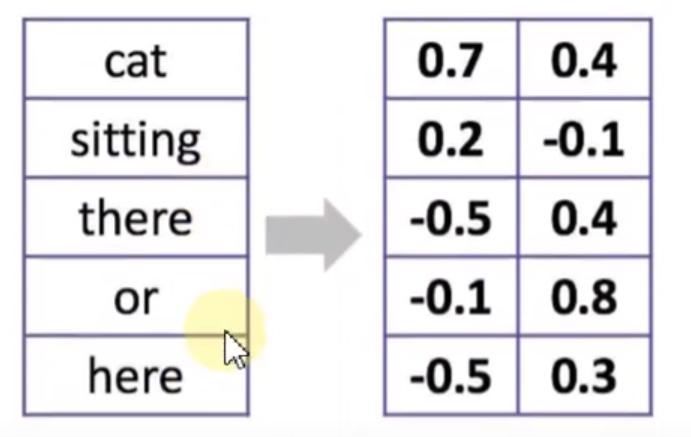 cat 0.7 0.4
sitting 0.2 -0.1
there -0.5 0.4
or -0.1 0.8
here -0.5 0.3